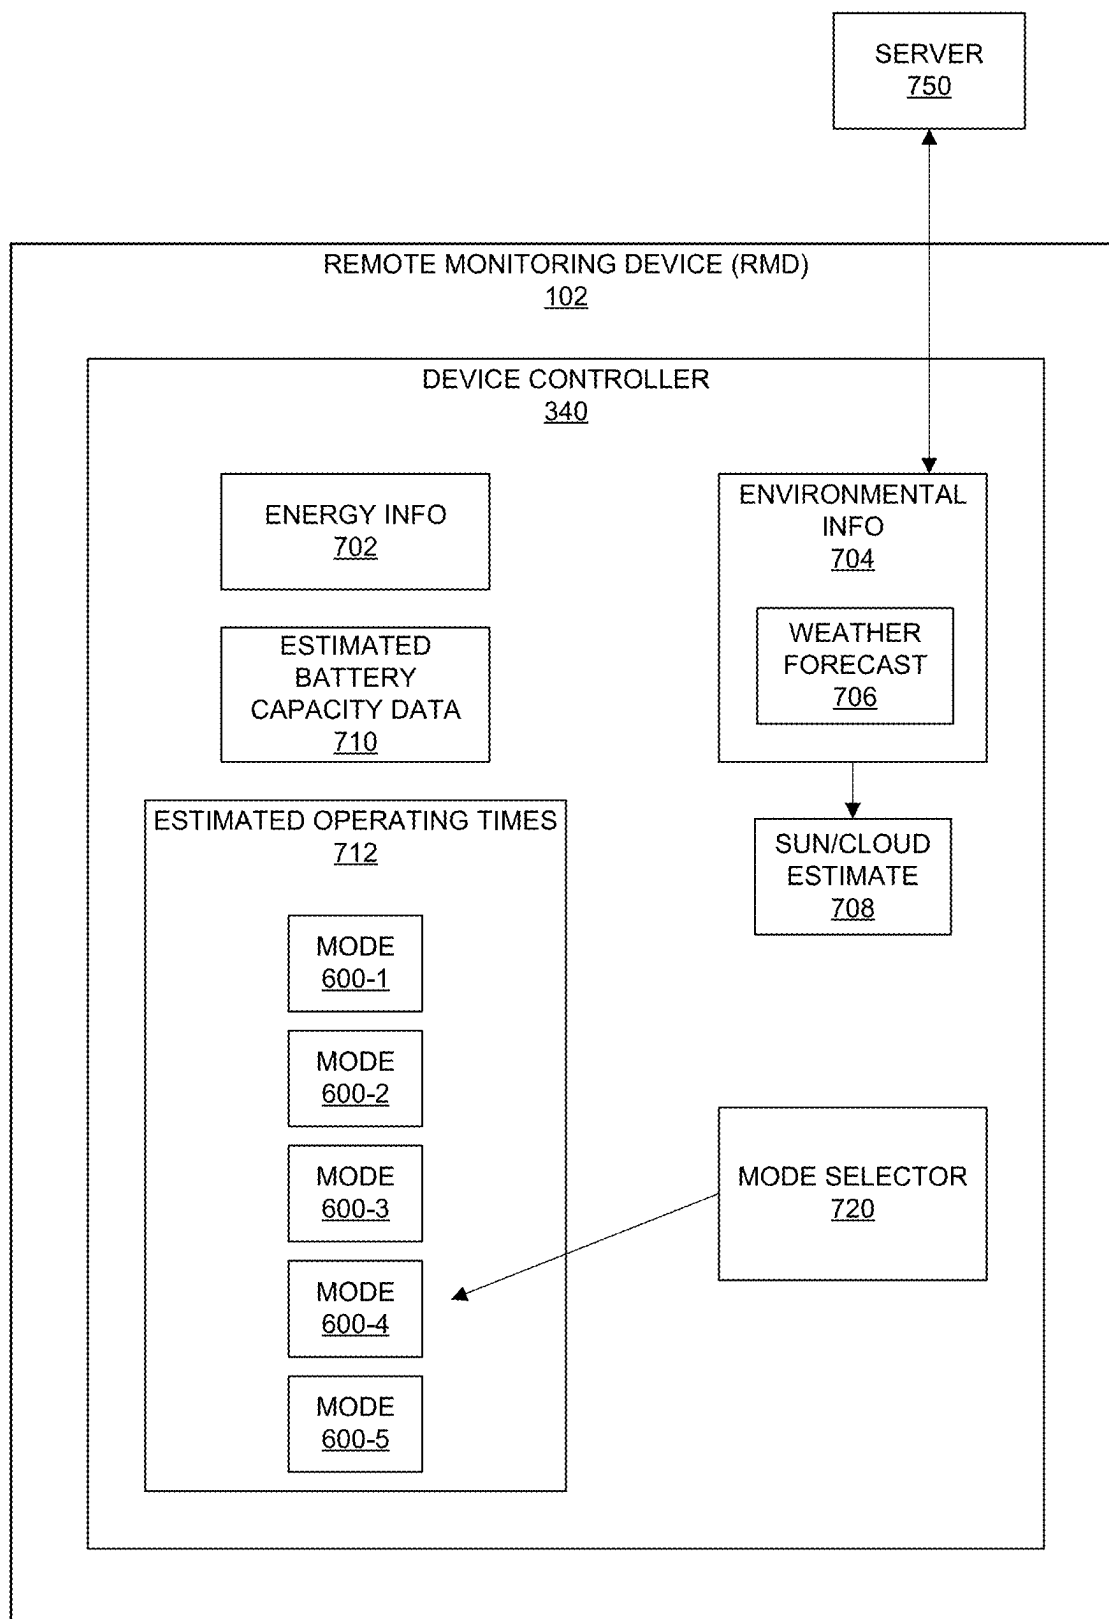 SERVER
750
REMOTE MONITORING DEVICE (RMD)
102
DEVICE CONTROLLER
340
ENERGY INFO
702
ENVIRONMENTAL
INFO
704
WEATHER
FORECAST
706
ESTIMATED
BATTERY
CAPACITY DATA
710
ESTIMATED OPERATING TIMES
712
SUN/CLOUD
ESTIMATE
708
MODE
600-1
MODE
600-2
MODE
600-3
MODE
600-4
MODE
600-5
MODE SELECTOR
720